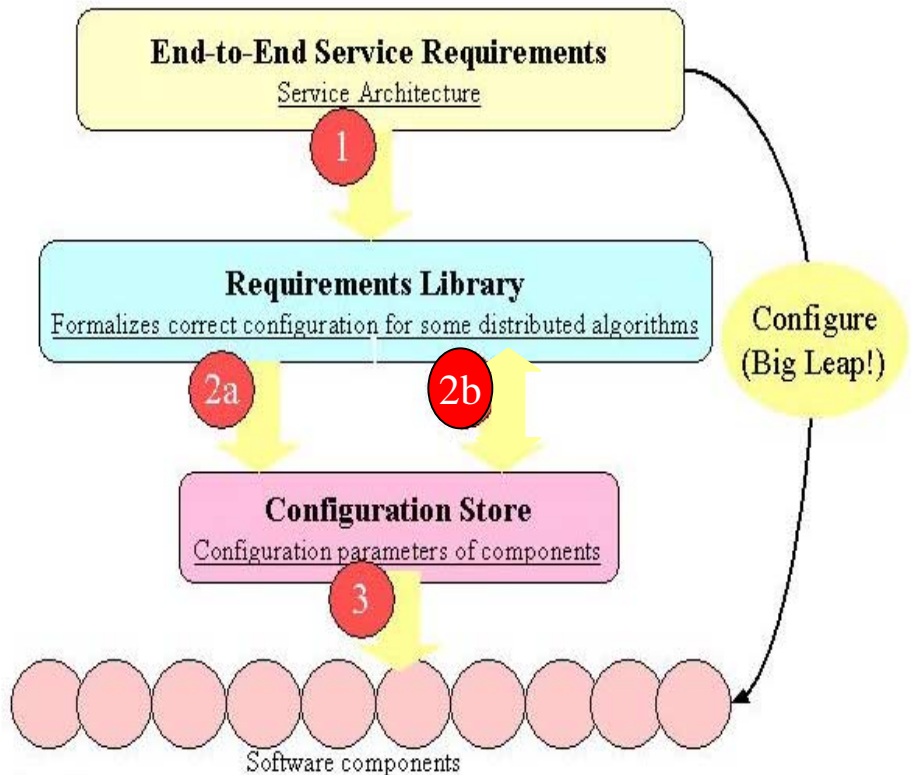 End-to-End Service Requirements
Service Architecture
1
Requirements Library
Formalizes correct configuration for some distributed algorithms
Configure
(Big Leap!)
2a
2b
Configuration Store
Configuration parameters of components
3
Software components